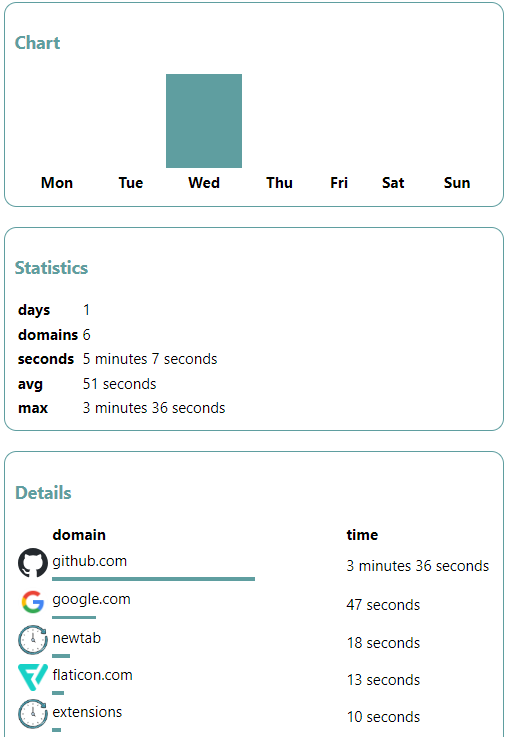 Chart
Mon Tue Wed Thu Fri Sat Sun
Statistics
days 1
domains 6
seconds 5 minutes 7 seconds
avg 51 seconds
max 3 minutes 36 seconds
Details
domain time
github.com 3 minutes 36 seconds
google.com 47 seconds
newtab 18 seconds
flaticon.com 13 seconds
extensions 10 seconds